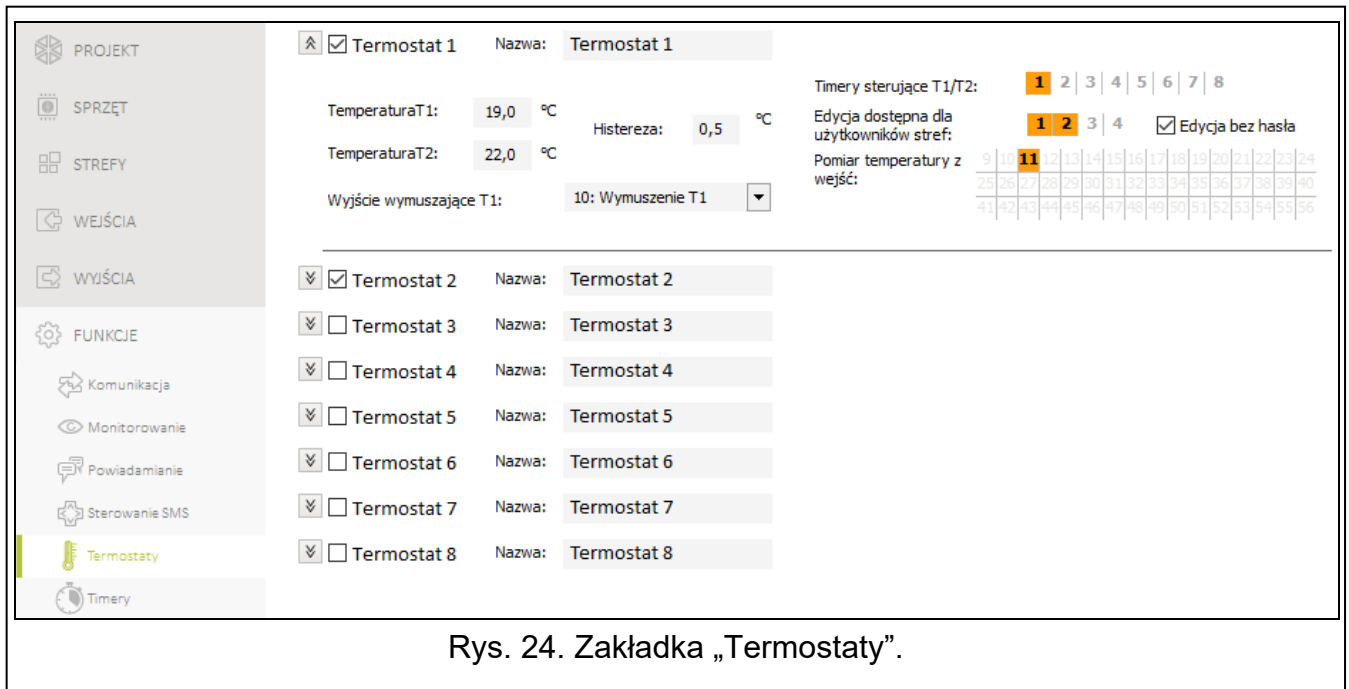 PROJEKT
SPRZĘT
STREFY
WEJŚCIA
WYJŚCIA
FUNKCJE
Komunikacja
Monitorowanie
Powiadamianie
Sterowanie SMS
Termostaty
Timery
Termostat 1 Nazwa: Termostat 1
TemperaturaT1: 19,0 °C
Histereza: 0,5 °C
TemperaturaT2: 22,0 °C
Wyjście wymuszające T1: 10: Wymuszenie T1
Timery sterujące T1/T2: 1 2 3 4 5 6 7 8
Edycja dostępna dla
użytkowników stref: 1 2 3 4 Edycja bez hasła
Pomiar temperatury z
wejść:
9 10 11 12 13 14 15 16 17 18 19 20 21 22 23 24
25 26 27 28 29 30 31 32 33 34 35 36 37 38 39 40
41 42 43 44 45 46 47 48 49 50 51 52 53 54 55 56
Termostat 2 Nazwa: Termostat 2
Termostat 3 Nazwa: Termostat 3
Termostat 4 Nazwa: Termostat 4
Termostat 5 Nazwa: Termostat 5
Termostat 6 Nazwa: Termostat 6
Termostat 7 Nazwa: Termostat 7
Termostat 8 Nazwa: Termostat 8
Rys. 24. Zakładka „Termostaty”.